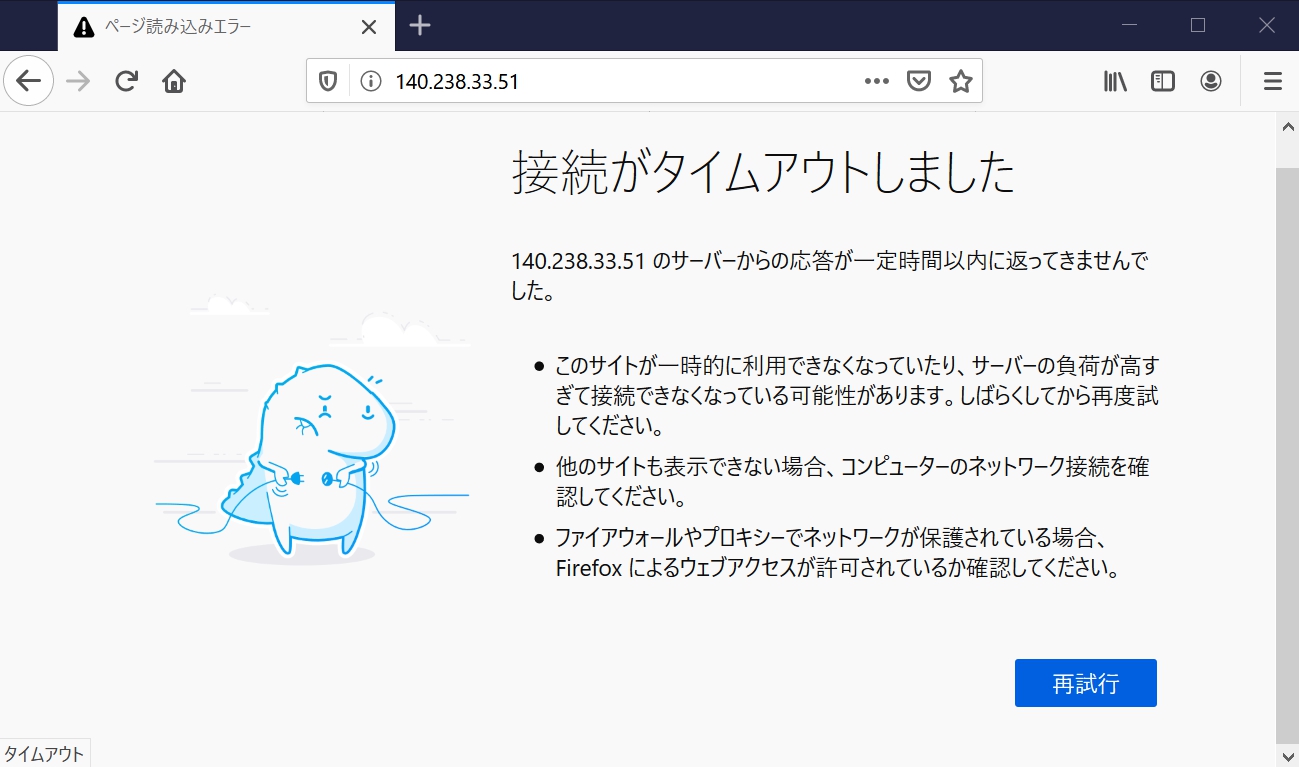 ページ読み込みエラー
140.238.33.51
接続がタイムアウトしました
140.238.33.51 のサーバーからの応答が一定時間以内に返ってきませんで
した。
このサイトが一時的に利用できなくなっていたり、サーバーの負荷が高す
ぎて接続できなくなっている可能性があります。しばらくしてから再度試
してください。
他のサイトも表示できない場合、コンピューターのネットワーク接続を確
認してください。
ファイアウォールやプロキシーでネットワークが保護されている場合、
Firefox によるウェブアクセスが許可されているか確認してください。
再試行
タイムアウト